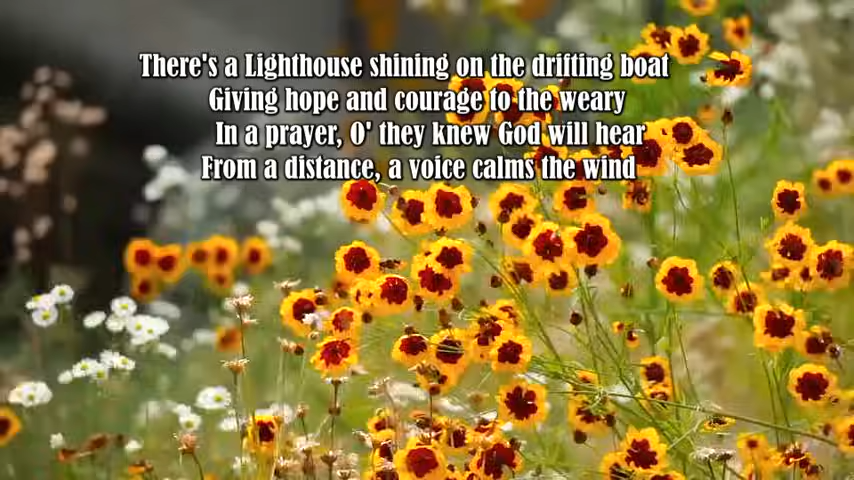 There's a Lighthouse shining on the drifting boat
Giving hope and courage to the weary
In a prayer, O' they knew God will hear
From a distance, a voice calms the wind